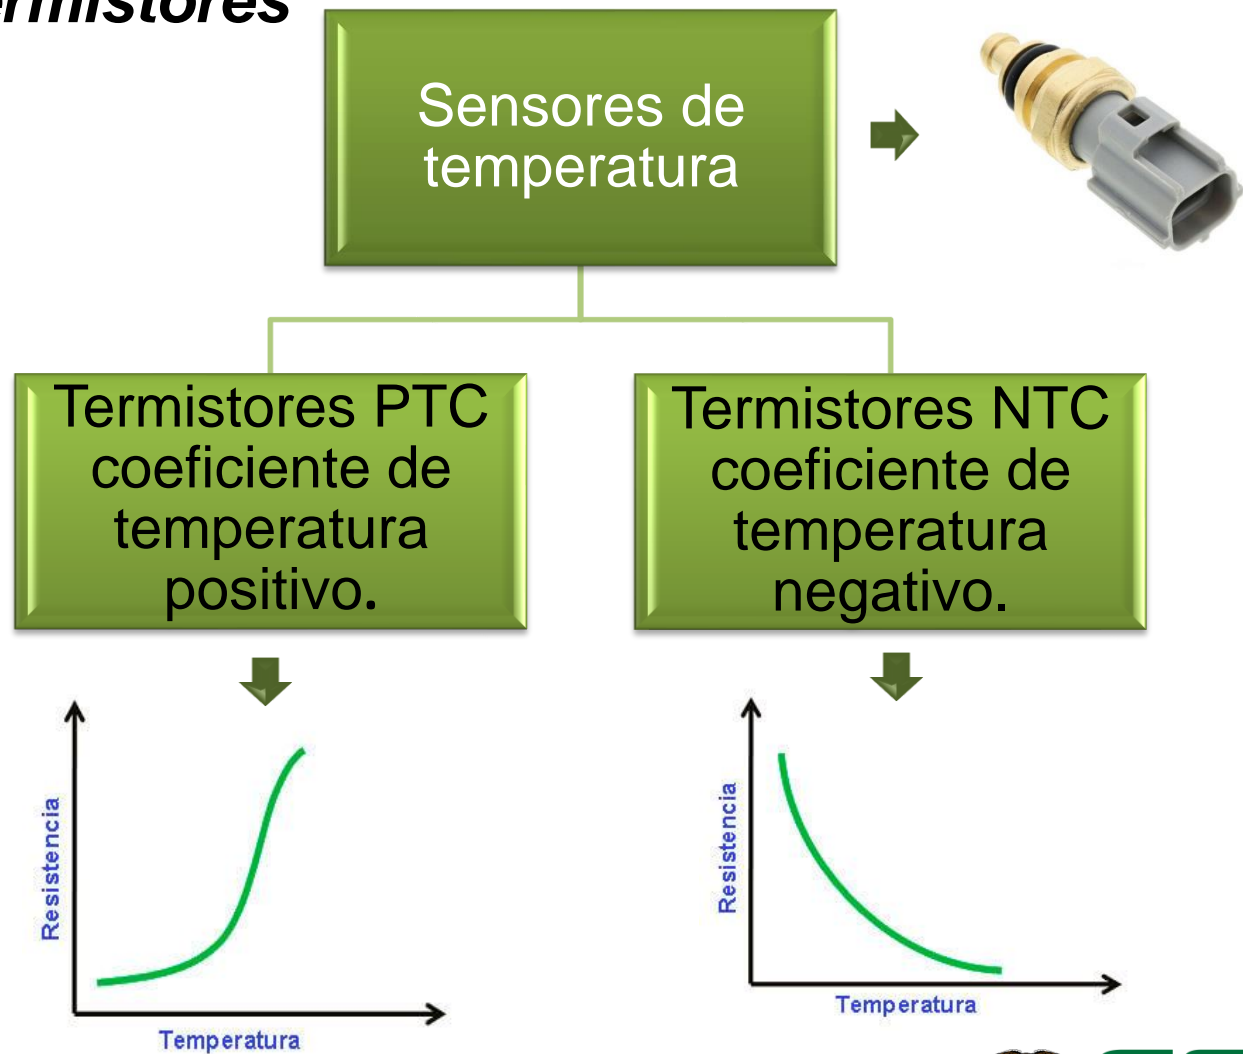 ermistores
Sensores de
temperatura
Termistores PTC
coeficiente de
temperatura
positivo.
Termistores NTC
coeficiente de
temperatura
negativo.
Resistencia
Temperatura
Resistencia
Temperatura